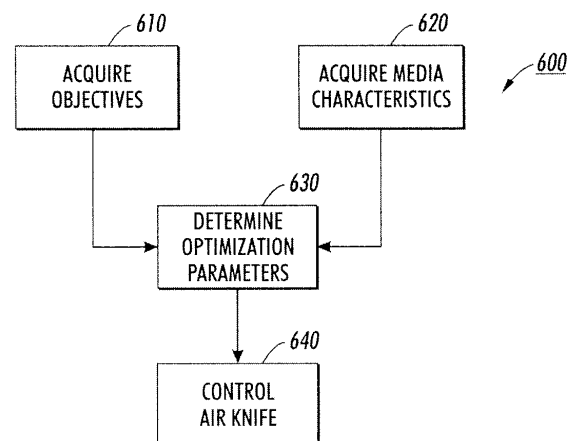 610
ACQUIRE
OBJECTIVES
620
ACQUIRE MEDIA
CHARACTERISTICS
600
630
DETERMINE
OPTIMIZATION
PARAMETERS
640
CONTROL
AIR KNIFE